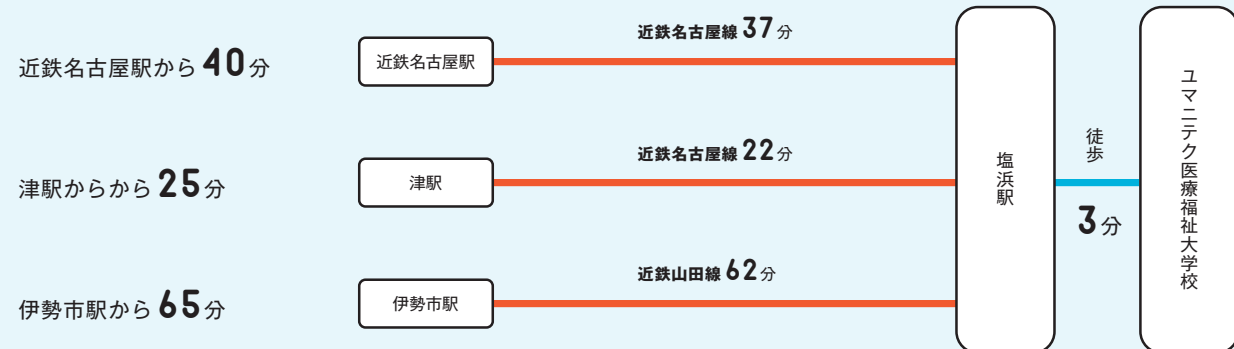 近鉄名古屋駅から 40分
近鉄名古屋駅
近鉄名古屋線 37分
津駅からから 25分
津駅
近鉄名古屋線 22分
伊勢市駅から 65分
伊勢市駅
近鉄山田線 62分
塩浜駅
徒歩
3分
ユマニテク医療福祉大学校